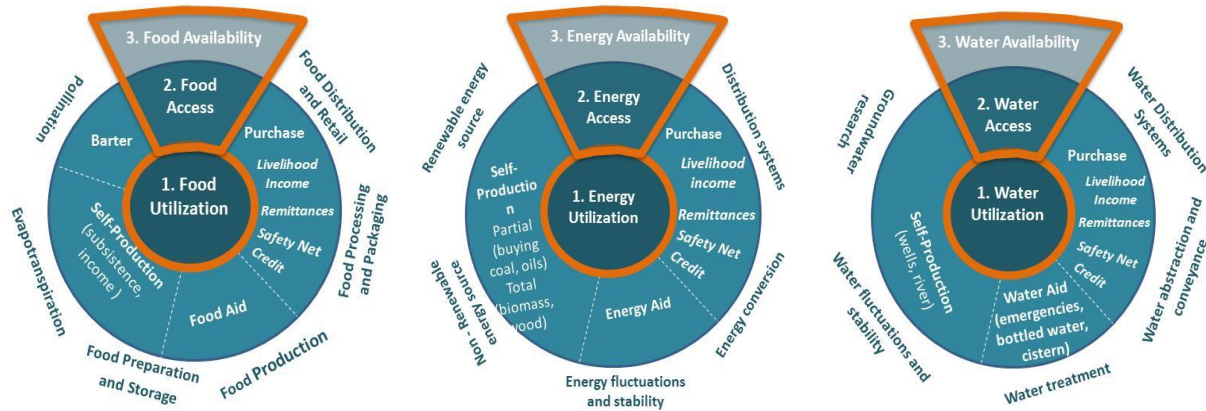 3. Food Availability
2. Food
Access
1. Food
Utilization
Barter
Purchase
Livelihood
Income
Remittances
Safety Net
Credit
Food Aid
Self-Production
(subsistence,
income )
Pollination
Food Distribution
and Retail
Food Processing
and Packaging
Food Production
Food Preparation
and Storage
Evapotranspiration
3. Energy Availability
2. Energy
Access
1. Energy
Utilization
Purchase
Livelihood
income
Remittances
Safety Net
Credit
Energy Aid
Self-
Productio
n
Partial
(buying
coal, oils)
Total
(biomass,
wood)
Renewable energy
source
Distribution systems
Energy conversion
Energy fluctuations
and stability
Non - Renewable
energy source
3. Water Availability
2. Water
Access
1. Water
Utilization
Purchase
Livelihood
Income
Remittances
Safety Net
Credit
Water Aid
(emergencies,
bottled water,
cistern)
Self-Production
(wells, river)
Groundwater
research
Water Distribution
Systems
Water abstraction and
conveyance
Water treatment
Water fluctuations and
stability